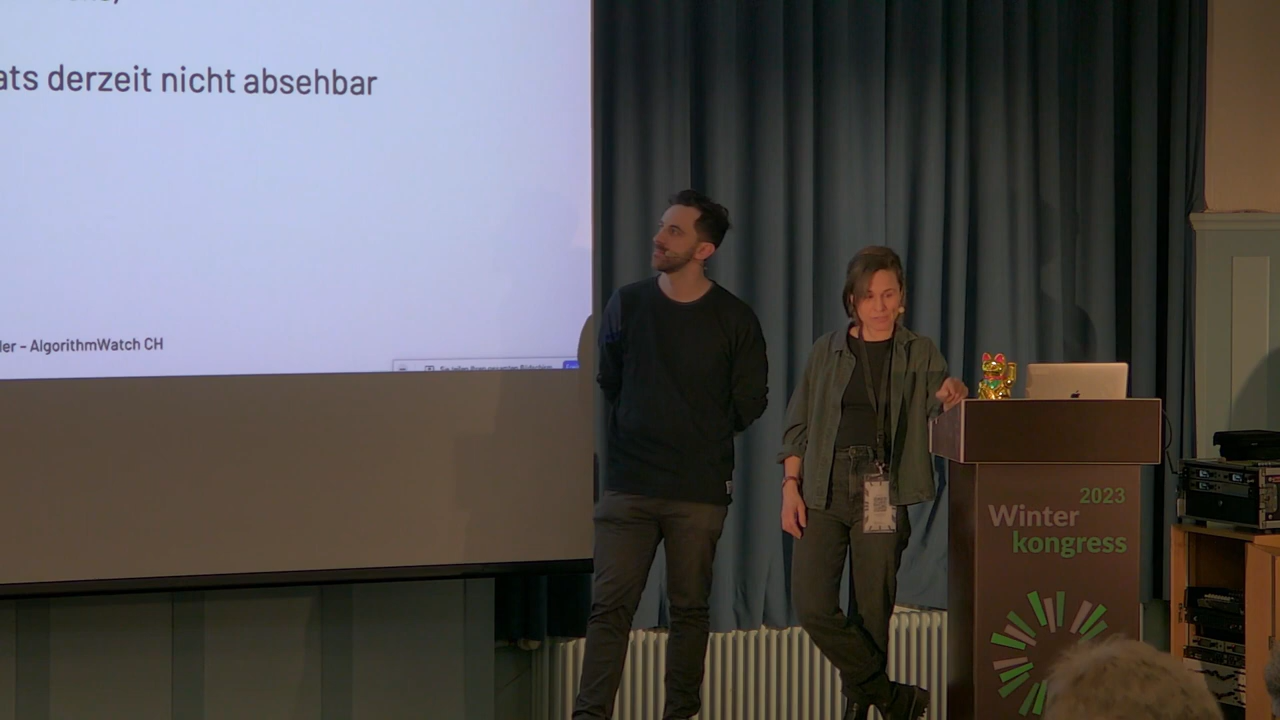 ats derzeit nicht absehbar
ler – AlgorithmWatch CH
2023
Winter
kongress